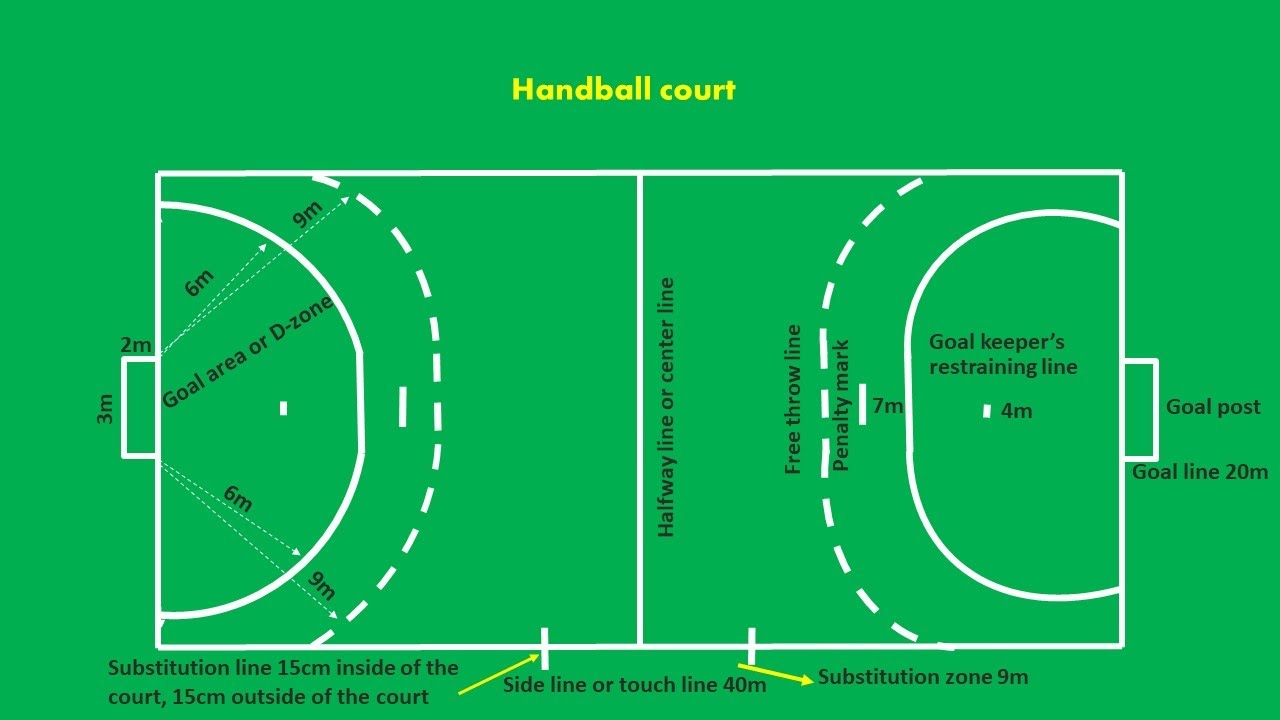 Handball court
9m
6m
Goal area or D-zone
2m
3m
6m
9m
Halfway line or center line
Free throw line
Penalty mark
7m
Goal keeper's
restraining line
4m
Goal post
Goal line 20m
Substitution line 15cm inside of the
court, 15cm outside of the court
Side line or touch line 40m
Substitution zone 9m